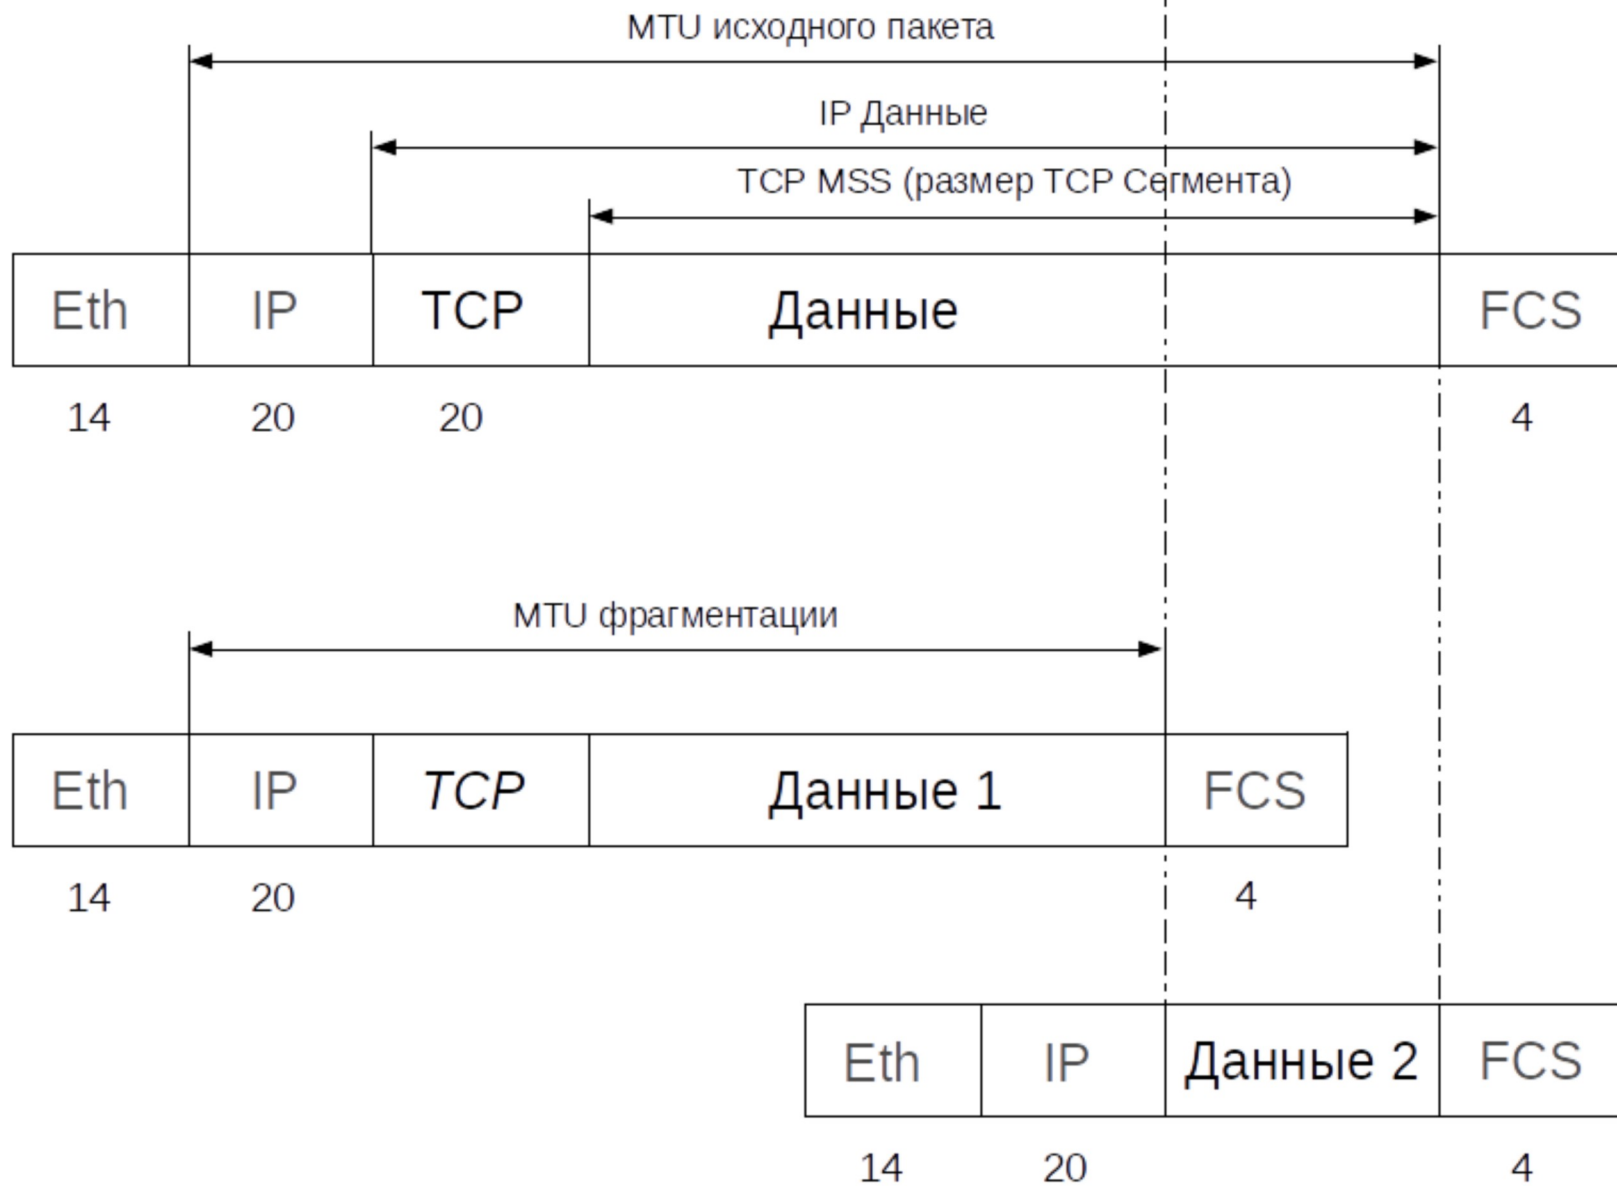 MTU исходного пакета
IP Данные
TCP MSS (размер TCP Сегмента)
Eth IP TCP Данные FCS
14 20 20 4
MTU фрагментации
Eth IP TCP Данные 1 FCS
14 20 4
Eth IP Данные 2 FCS
14 20 4